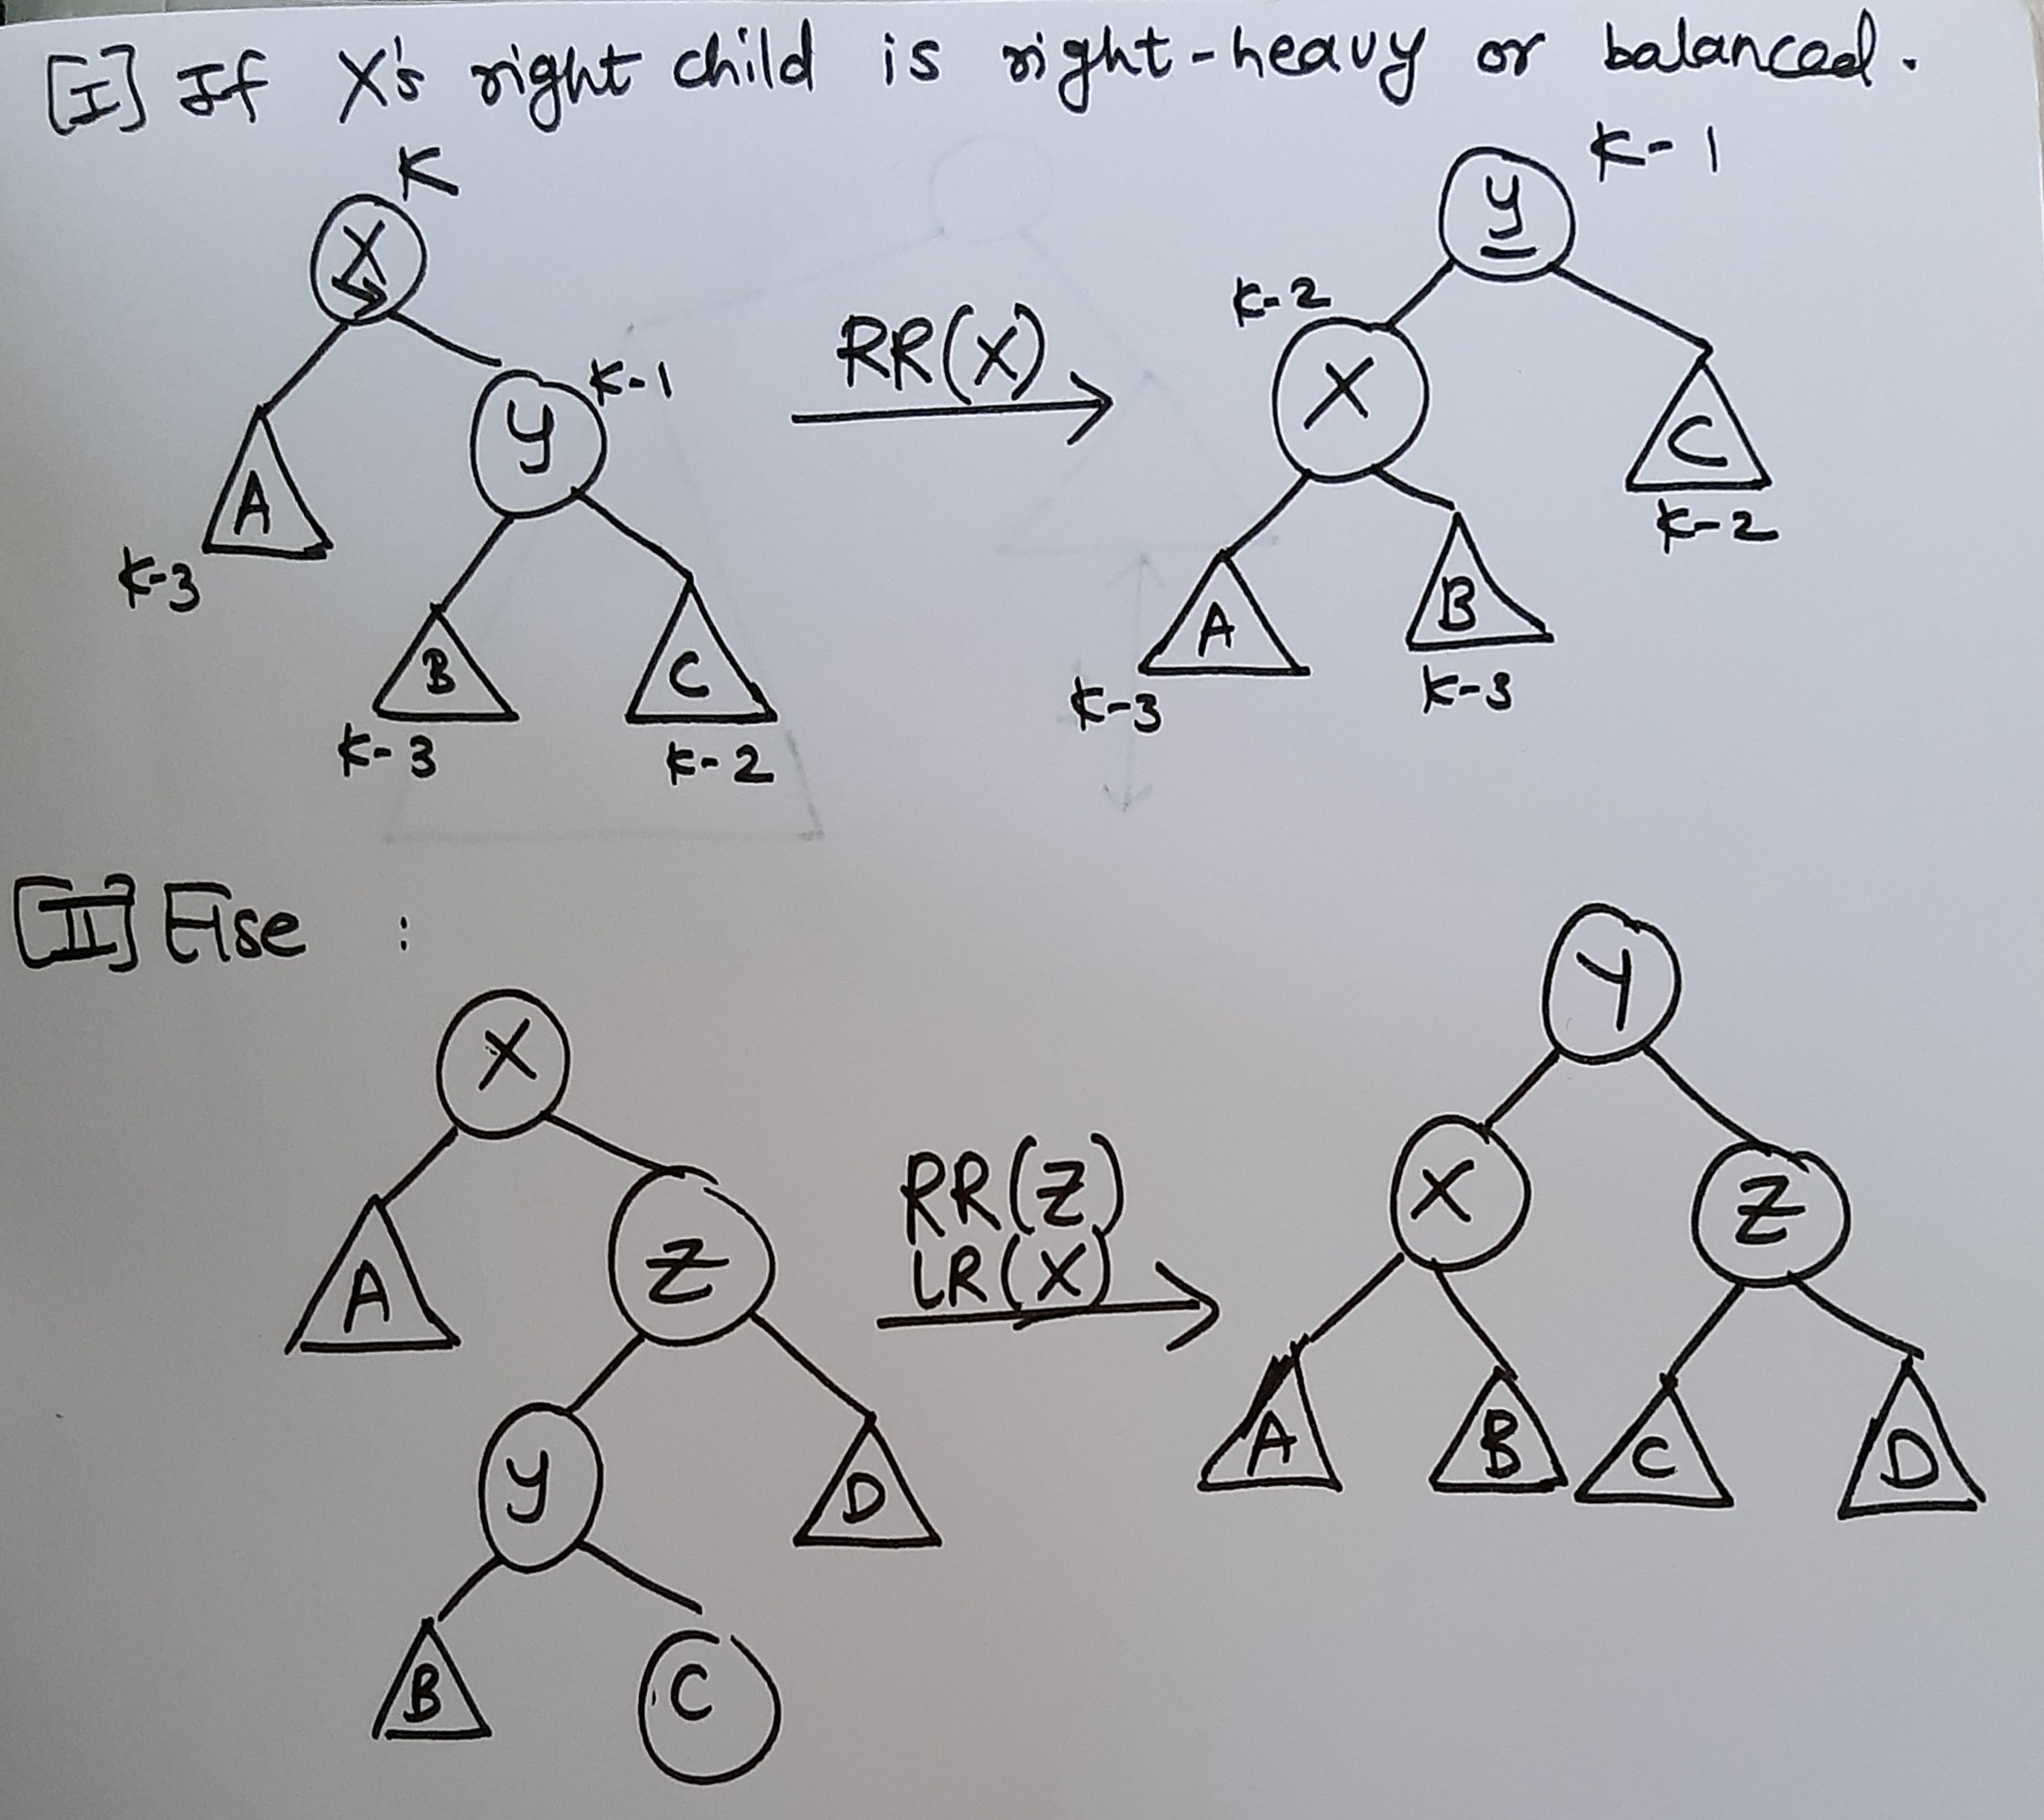 [I] If X's right child is right-heavy or balanced.
K
X
K-1
y
A
K-3
B
K-3
C
K-2
RR(X)
K-1
y
K-2
X
C
K-2
A
K-3
B
K-3
[II] Else :
X
A
Z
y
D
B
C
RR(Z)
LR(X)
Y
X
Z
A
B
C
D